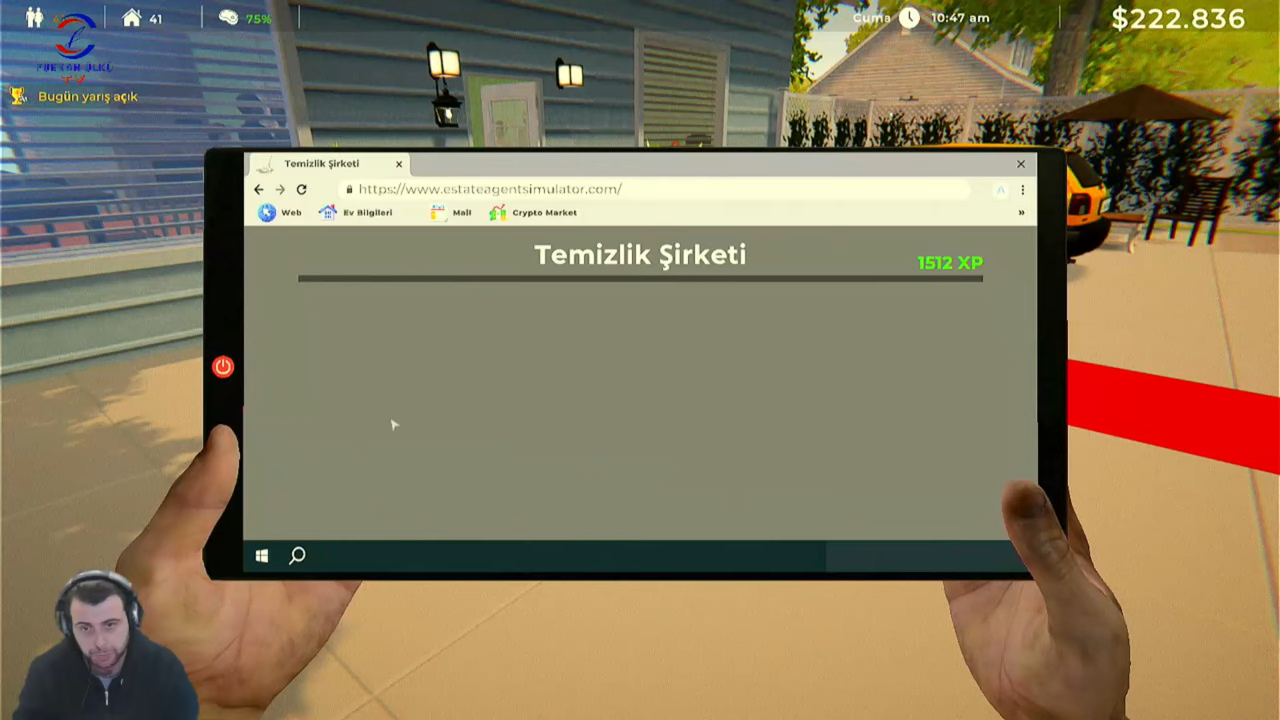 41
75%
Cuma 10:47 am
$222.836
TV
Bugün yarış açık
Temizlik Şirketi
https://www.estateagentsimulator.com/
Web Ev Bilgileri Mail Crypto Market
Temizlik Şirketi
1512 XP